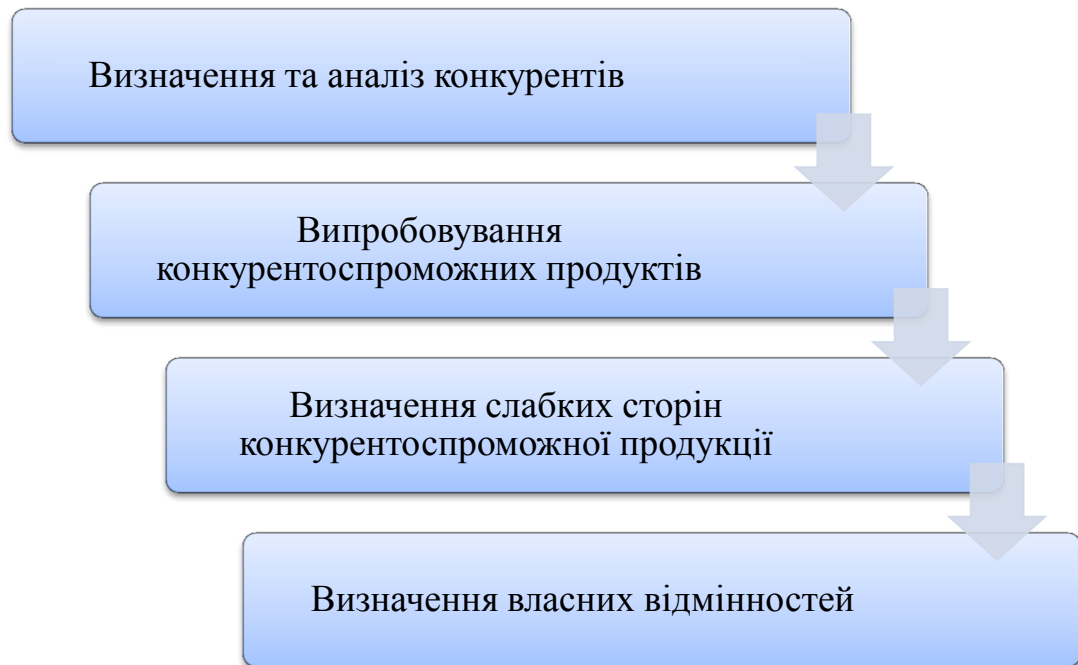 Визначення та аналіз конкурентів
Випробовування
конкурентоспроможних продуктів
Визначення слабких сторін
конкурентоспроможної продукції
Визначення власних відмінностей